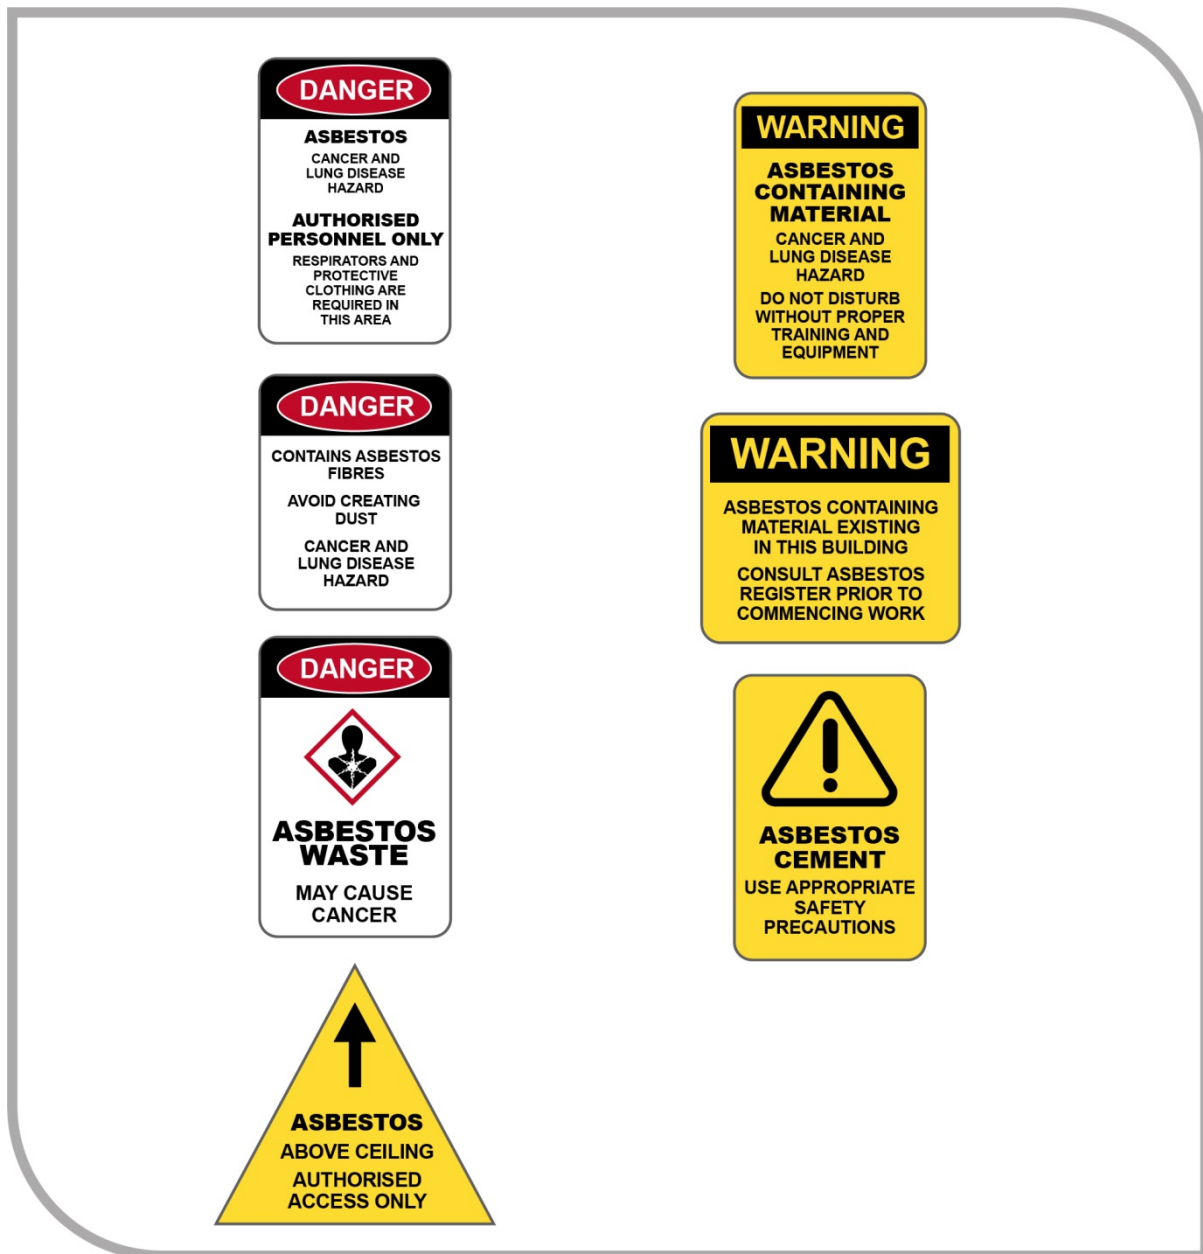 DANGER
ASBESTOS
CANCER AND
LUNG DISEASE
HAZARD
AUTHORISED
PERSONNEL ONLY
RESPIRATORS AND
PROTECTIVE
CLOTHING ARE
REQUIRED IN
THIS AREA
DANGER
CONTAINS ASBESTOS
FIBRES
AVOID CREATING
DUST
CANCER AND
LUNG DISEASE
HAZARD
DANGER
ASBESTOS
WASTE
MAY CAUSE
CANCER
ASBESTOS
ABOVE CEILING
AUTHORISED
ACCESS ONLY
WARNING
ASBESTOS
CONTAINING
MATERIAL
CANCER AND
LUNG DISEASE
HAZARD
DO NOT DISTURB
WITHOUT PROPER
TRAINING AND
EQUIPMENT
WARNING
ASBESTOS CONTAINING
MATERIAL EXISTING
IN THIS BUILDING
CONSULT ASBESTOS
REGISTER PRIOR TO
COMMENCING WORK
ASBESTOS
CEMENT
USE APPROPRIATE
SAFETY
PRECAUTIONS